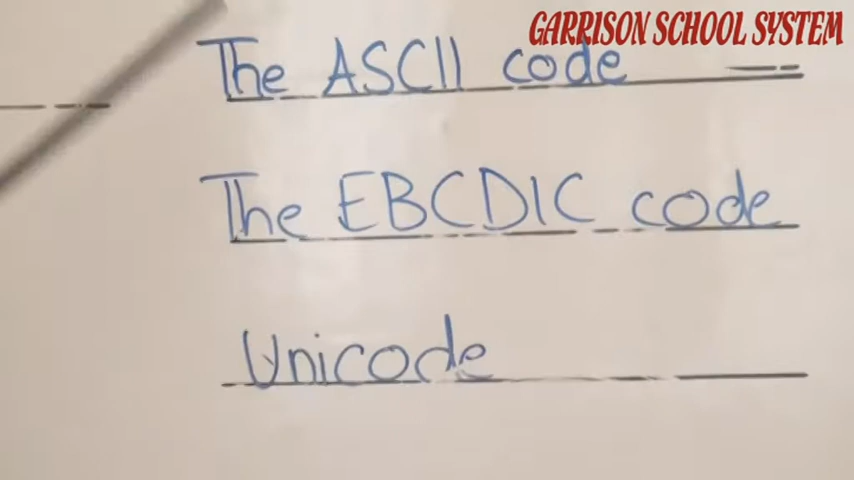 GARRISON SCHOOL SYSTEM
The ASCII code
The EBCDIC code
Unicode